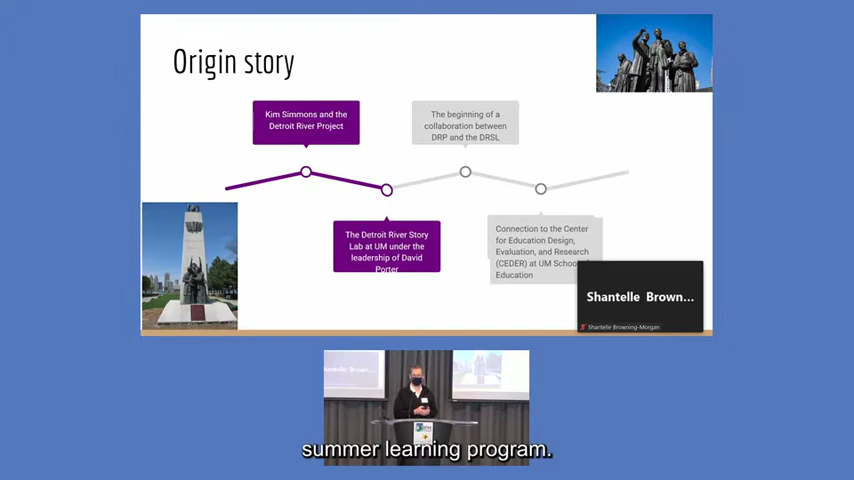 Origin story
Kim Simmons and the
Detroit River Project
The beginning of a
collaboration between
DRP and the DRSL
The Detroit River Story
Lab at UM under the
leadership of David
Porter
Connection to the Center
for Education Design,
Evaluation, and Research
(CEDER) at UM School
Education
Shantelle Brown...
Shantelle Browning-Morgan
summer learning program.